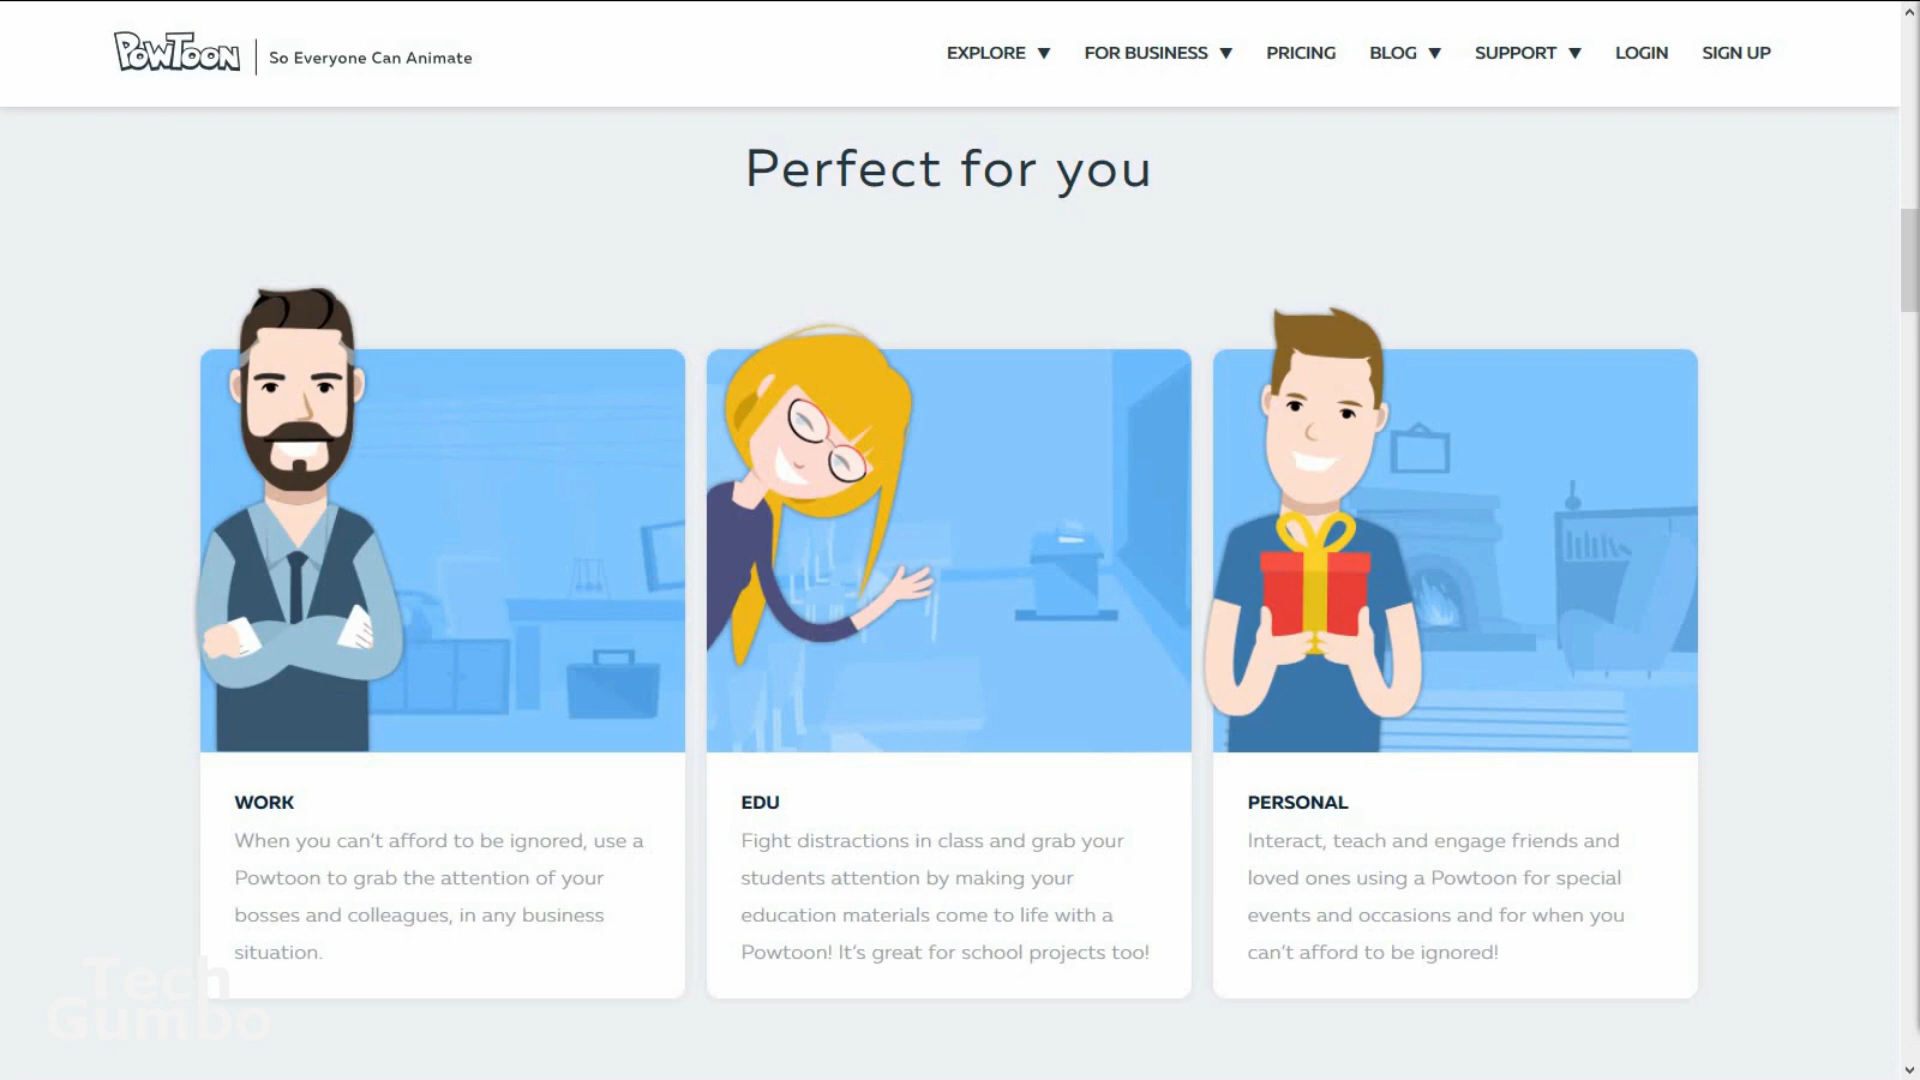 PowToon
So Everyone Can Animate
EXPLORE ▼ FOR BUSINESS ▼ PRICING BLOG ▼ SUPPORT ▼ LOGIN SIGN UP
Perfect for you
WORK
When you can't afford to be ignored, use a
Powtoon to grab the attention of your
bosses and colleagues, in any business
situation.
EDU
Fight distractions in class and grab your
students attention by making your
education materials come to life with a
Powtoon! It's great for school projects too!
PERSONAL
Interact, teach and engage friends and
loved ones using a Powtoon for special
events and occasions and for when you
can't afford to be ignored!
Tech
Gumbo